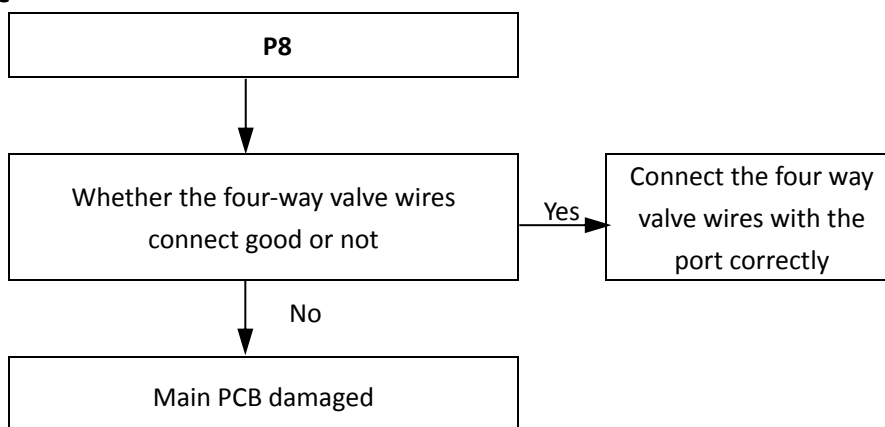 P8
Whether the four-way valve wires
connect good or not
Yes
Connect the four way
valve wires with the
port correctly
No
Main PCB damaged